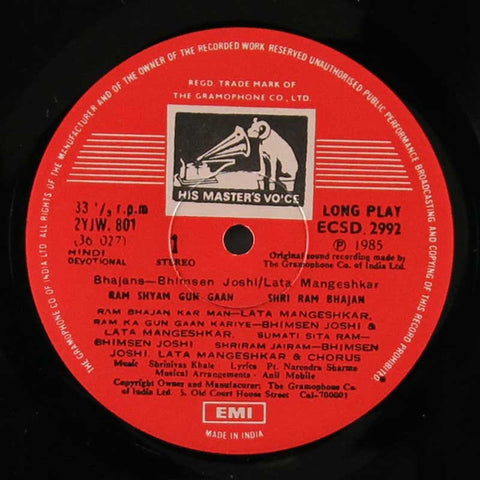 ALL RIGHTS OF THE MANUFACTURER AND OF THE OWNER OF THE RECORDED WORK RESERVED UNAUTHORISED PUBLIC PERFORMANCE BROADCASTING AND COPYING OF THIS RECORD PROHIBITED
THE GRAMOPHONE CO. OF INDIA LTD.
REGD. TRADE MARK OF
THE GRAMOPHONE CO., LTD.
HIS MASTER'S VOICE
33 1/3 r.p.m
2YJW. 801
(36 027)
HINDI
DEVOTIONAL
1
STEREO
LONG PLAY
ECSD. 2992
Ⓟ 1985
Original sound recording made by
The Gramophone Co. of India Ltd.
Bhajans—Bhimsen Joshi/Lata Mangeshkar
RAM SHYAM GUN GAAN SHRI RAM BHAJAN
RAM BHAJAN KAR MAN—LATA MANGESHKAR,
RAM KA GUN GAAN KARIYE—BHIMSEN JOSHI &
LATA MANGESHKAR. SUMATI SITA RAM—
BHIMSEN JOSHI SHRIRAM JAIRAM—BHIMSEN
JOSHI, LATA MANGESHKAR & CHORUS
Music Shrinivas Khale Lyrics Pt. Narendra Sharma
Musical Arrangements - Anil Mohile
Copyright Owner and Manufacturer: The Gramophone Co.
of India Ltd. 5, Old Court House Street Cal-700001
EMI
MADE IN INDIA